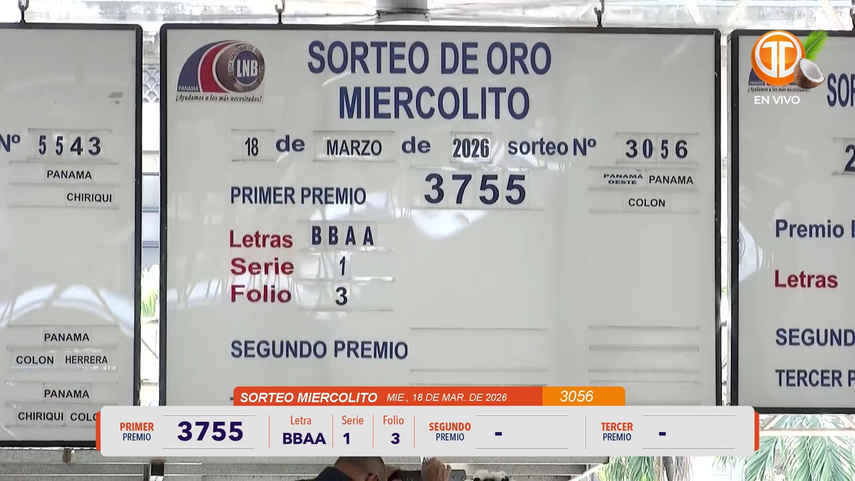 Nº 5543
PANAMA
CHIRIQUI
PANAMA
COLON HERRERA
PANAMA
CHIRIQUI
LNB
PANAMA
¡Ayudamos a los más necesitados!
SORTEO DE ORO
MIERCOLITO
18 de MARZO de 2026 sorteo Nº 3056
PANAMA OESTE PANAMA
COLON
PRIMER PREMIO 3755
Letras BBAA
Serie 1
Folio 3
SEGUNDO PREMIO
EN VIVO
Premio
Letras
TERCER
SORTEO MIERCOLITO MIE., 18 DE MAR. DE 2026 3056
PRIMER PREMIO 3755
Letra BBAA
Serie 1
Folio 3
SEGUNDO PREMIO -
TERCER PREMIO -